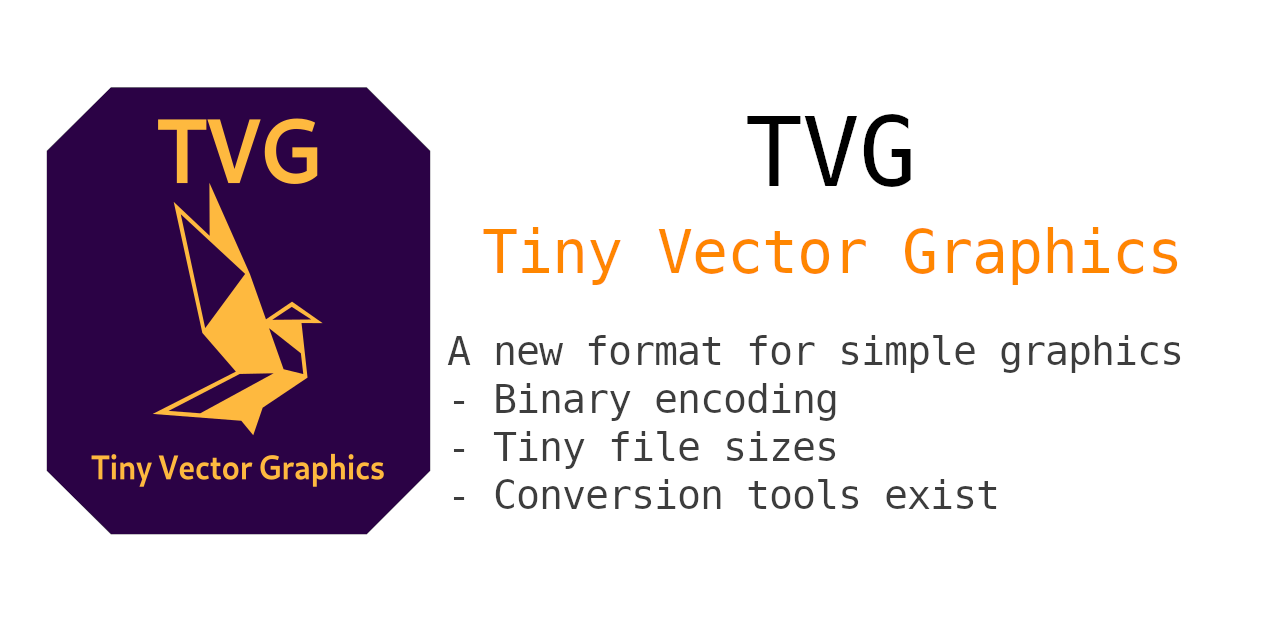 TVG
Tiny Vector Graphics
TVG
Tiny Vector Graphics
A new format for simple graphics
- Binary encoding
- Tiny file sizes
- Conversion tools exist